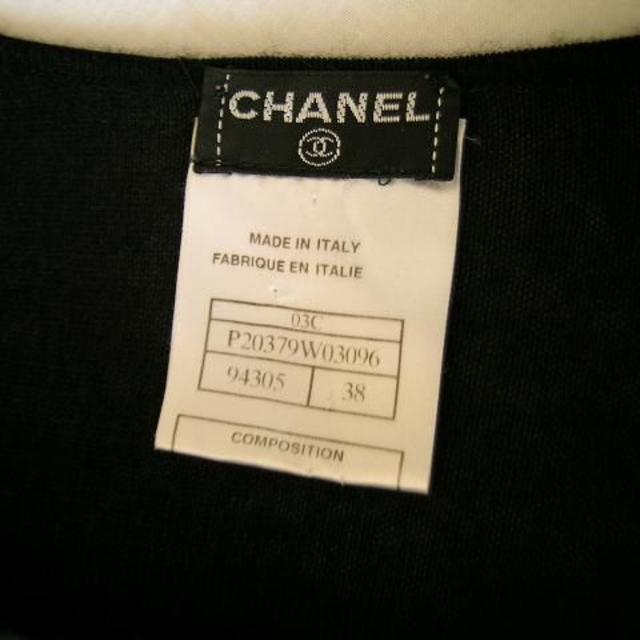 CHANEL
MADE IN ITALY
FABRIQUE EN ITALIE
03C
P20379W03096
94305 38
COMPOSITION